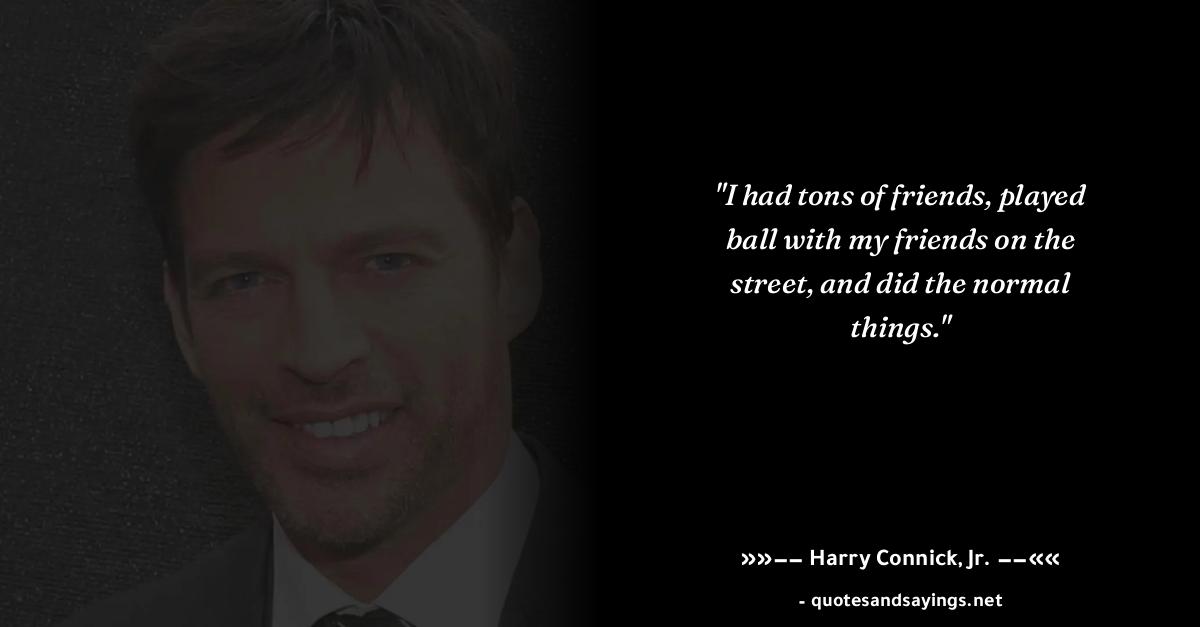 "I had tons of friends, played
ball with my friends on the
street, and did the normal
things."
»»–– Harry Connick, Jr. ––««
- quotesandsayings.net